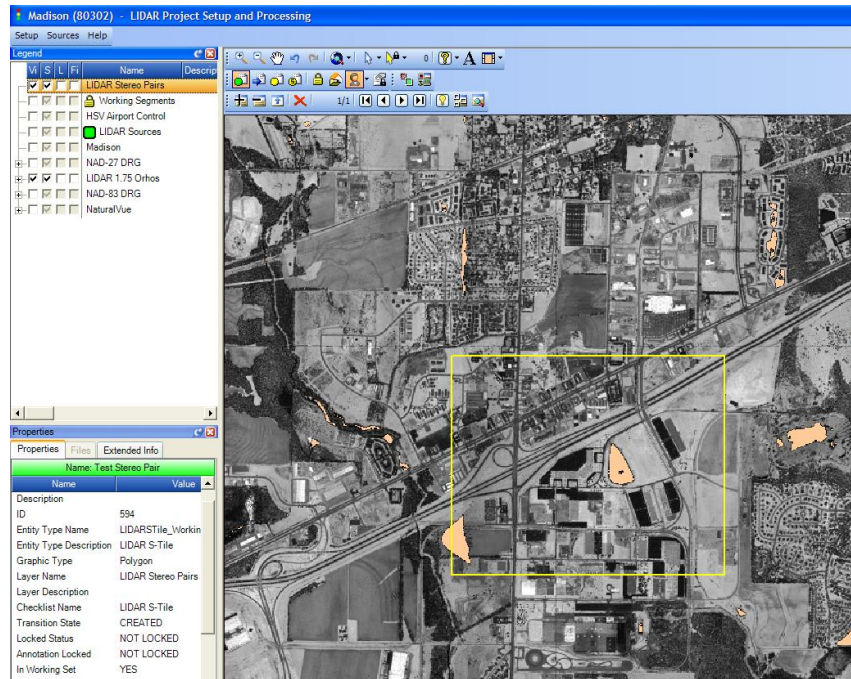 Madison (80302) - LIDAR Project Setup and Processing
Setup Sources Help
Legend
Vi S L Fi Name Descrip
LIDAR Stereo Pairs
Working Segments
HSV Airport Control
LIDAR Sources
Madison
NAD-27 DRG
LIDAR 1.75 Orhos
NAD-83 DRG
NaturalVue
0 A
1/1
Properties
Properties Files Extended Info
Name: Test Stereo Pair
Name Value
Description
ID 594
Entity Type Name LIDARSTile_Workin
Entity Type Description LIDAR S-Tile
Graphic Type Polygon
Layer Name LIDAR Stereo Pairs
Layer Description
Checklist Name LIDAR S-Tile
Transition State CREATED
Locked Status NOT LOCKED
Annotation Locked NOT LOCKED
In Working Set YES